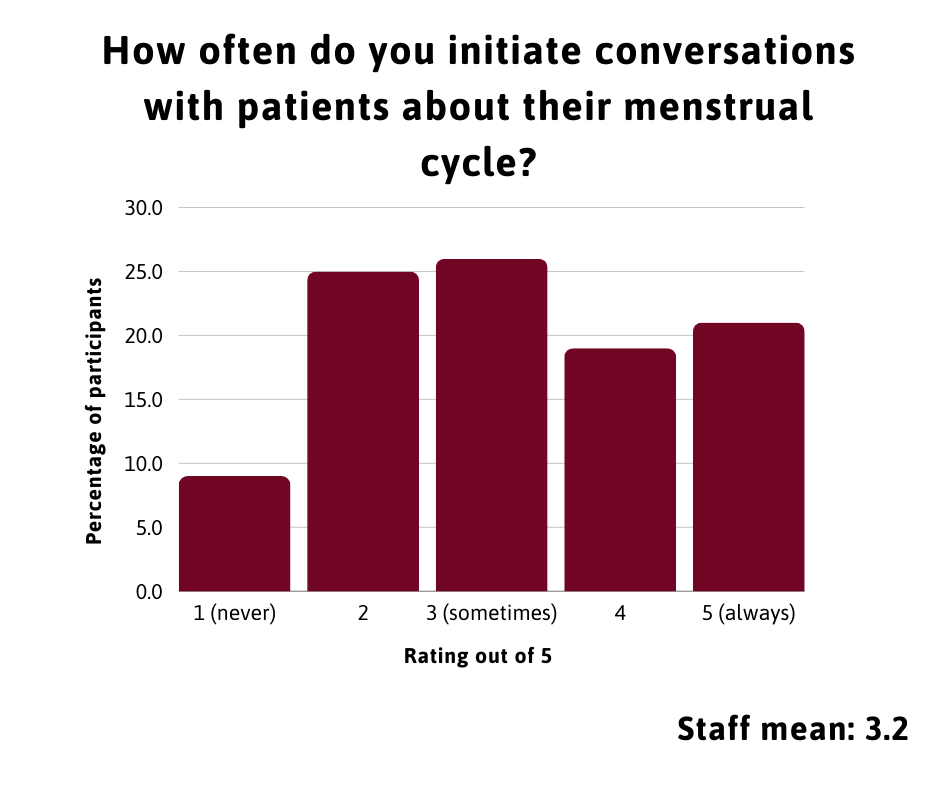 How often do you initiate conversations
with patients about their menstrual
cycle?
30.0
25.0
20.0
15.0
10.0
5.0
0.0
Percentage of participants
1 (never)
2
3 (sometimes)
4
5 (always)
Rating out of 5
Staff mean: 3.2